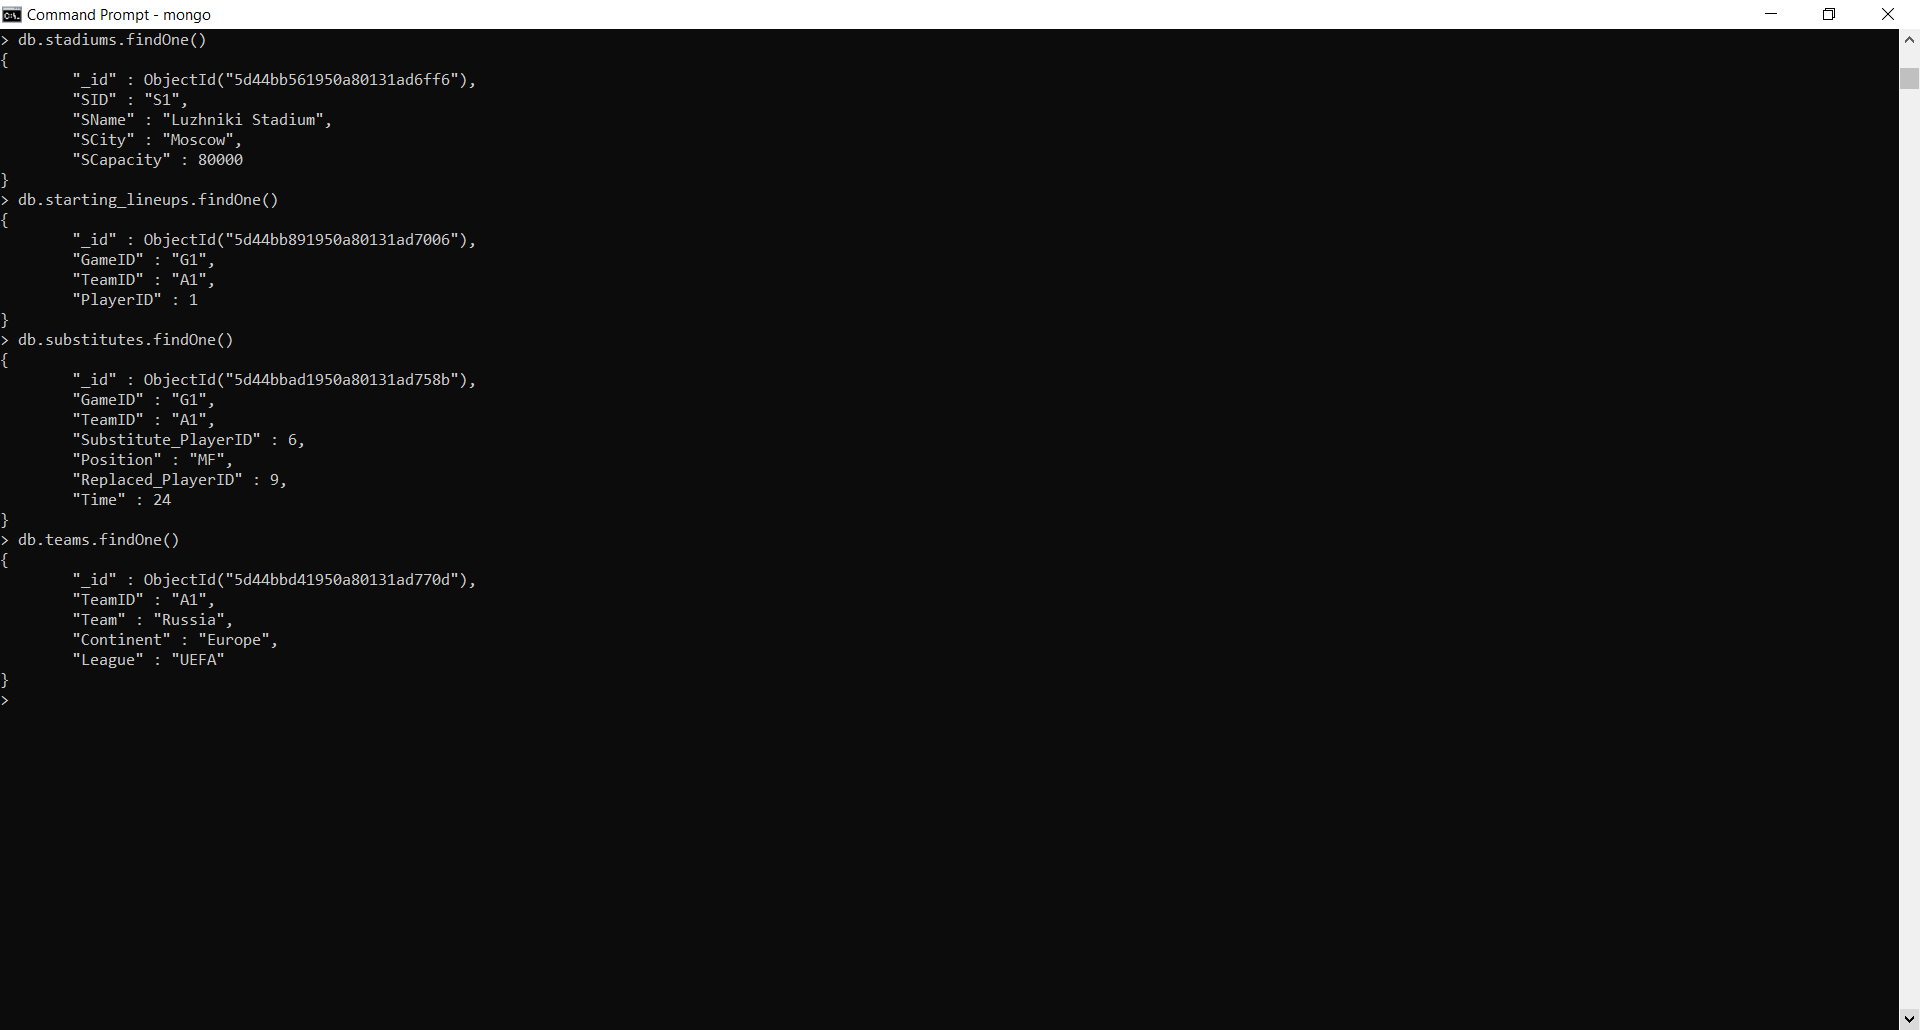 Command Prompt - mongo
> db.stadiums.findOne()
{
        "_id" : ObjectId("5d44bb561950a80131ad6ff6"),
        "SID" : "S1",
        "SName" : "Luzhniki Stadium",
        "SCity" : "Moscow",
        "SCapacity" : 80000
}
> db.starting_lineups.findOne()
{
        "_id" : ObjectId("5d44bb891950a80131ad7006"),
        "GameID" : "G1",
        "TeamID" : "A1",
        "PlayerID" : 1
}
> db.substitutes.findOne()
{
        "_id" : ObjectId("5d44bbad1950a80131ad758b"),
        "GameID" : "G1",
        "TeamID" : "A1",
        "Substitute_PlayerID" : 6,
        "Position" : "MF",
        "Replaced_PlayerID" : 9,
        "Time" : 24
}
> db.teams.findOne()
{
        "_id" : ObjectId("5d44bbd41950a80131ad770d"),
        "TeamID" : "A1",
        "Team" : "Russia",
        "Continent" : "Europe",
        "League" : "UEFA"
}
>